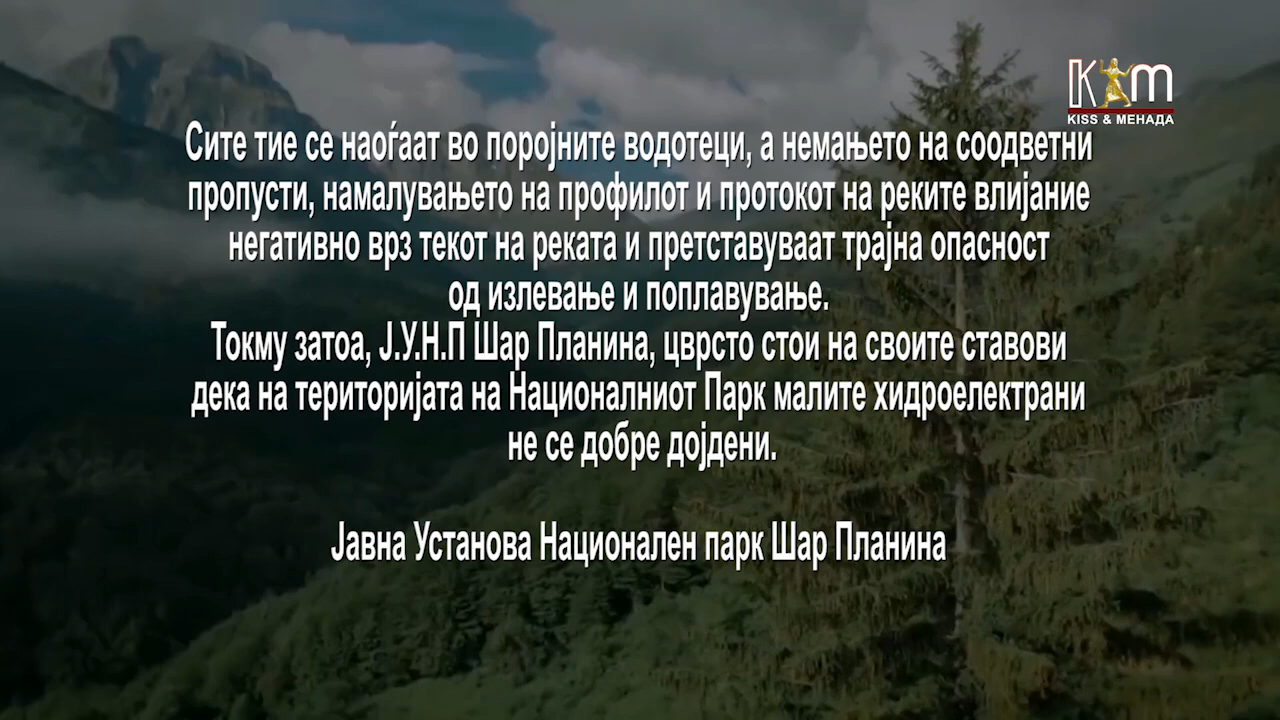 KISS & МЕНАДА
Сите тие се наоѓаат во поројните водотеци, а немањето на соодветни
пропусти, намалувањето на профилот и протокот на реките влијание
негативно врз текот на реката и претставуваат трајна опасност
од излевање и поплавување.
Токму затоа, Ј.У.Н.П Шар Планина, цврсто стои на своите ставови
дека на територијата на Националниот Парк малите хидроелектрани
не се добре дојдени.
Јавна Установа Национален парк Шар Планина